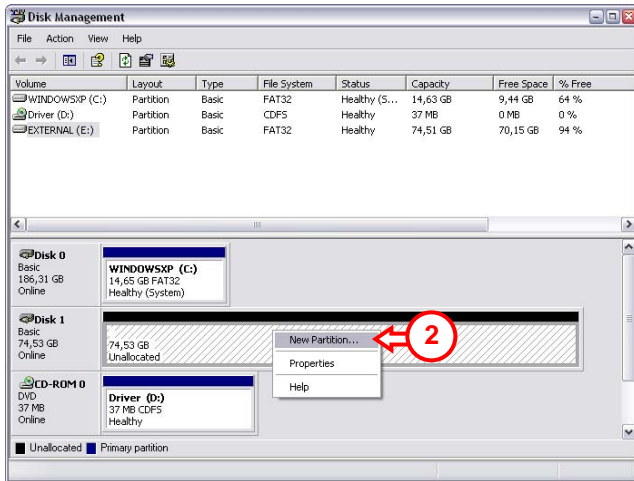 Disk Management
File Action View Help
Volume Layout Type File System Status Capacity Free Space % Free
WINDOWSXP (C:) Partition Basic FAT32 Healthy (S... 14,63 GB 9,44 GB 64 %
Driver (D:) Partition Basic CDFS Healthy 37 MB 0 MB 0 %
EXTERNAL (E:) Partition Basic FAT32 Healthy 74,51 GB 70,15 GB 94 %
Disk 0
Basic
186,31 GB
Online
WINDOWSXP (C:)
14,65 GB FAT32
Healthy (System)
Disk 1
Basic
74,53 GB
Online
74,53 GB
Unallocated
New Partition...
Properties
Help
2
CD-ROM 0
DVD
37 MB
Online
Driver (D:)
37 MB CDFS
Healthy
Unallocated Primary partition